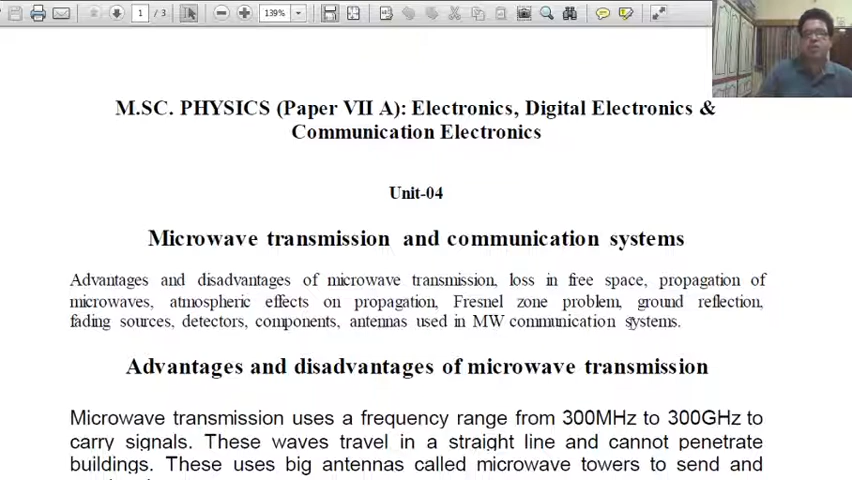 1 / 3
139%
M.SC. PHYSICS (Paper VII A): Electronics, Digital Electronics &
Communication Electronics
Unit-04
Microwave transmission and communication systems
Advantages and disadvantages of microwave transmission, loss in free space, propagation of
microwaves, atmospheric effects on propagation, Fresnel zone problem, ground reflection,
fading sources, detectors, components, antennas used in MW communication systems.
Advantages and disadvantages of microwave transmission
Microwave transmission uses a frequency range from 300MHz to 300GHz to
carry signals. These waves travel in a straight line and cannot penetrate
buildings. These uses big antennas called microwave towers to send and